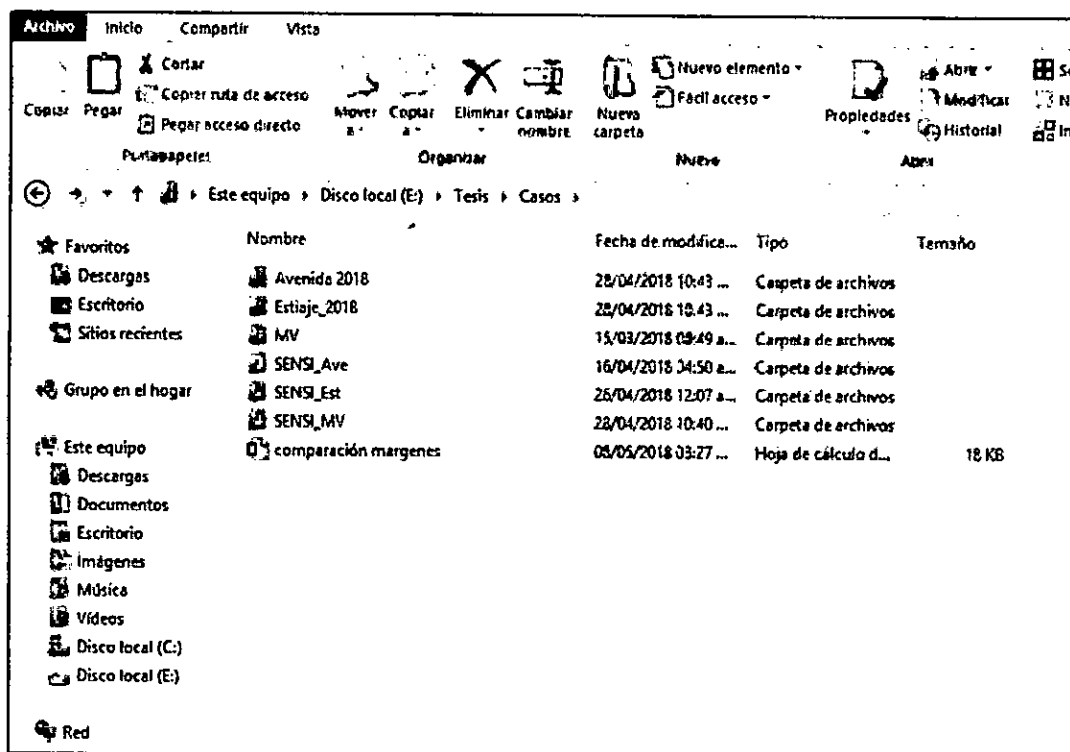 Archivo Inicio Compartir Vista
Copiar Pegar Cortar
Copiar ruta de acceso
Pegar acceso directo
Mover a Copiar a Eliminar Cambiar nombre
Nueva carpeta
Nuevo elemento
Fácil acceso
Propiedades
Abrir
Modificar
Historial
Portapapeles Organizar Nuevo Abrir
Este equipo Disco local (E:) Tesis Casos
Favoritos
Descargas
Escritorio
Sitios recientes
Grupo en el hogar
Este equipo
Descargas
Documentos
Escritorio
Imágenes
Música
Vídeos
Disco local (C:)
Disco local (E:)
Red
Nombre Fecha de modifica... Tipo Tamaño
Avenida 2018 28/04/2018 10:43 ... Carpeta de archivos
Estiaje_2018 28/04/2018 10:43 ... Carpeta de archivos
MV 15/03/2018 a... Carpeta de archivos
SENSI_Ave 16/04/2018 04:50 a... Carpeta de archivos
SENSI_Est 26/04/2018 12:07 a... Carpeta de archivos
SENSI_MV 28/04/2018 10:40 ... Carpeta de archivos
comparación margenes 03:27 ... Hoja de cálculo d... 18 KB